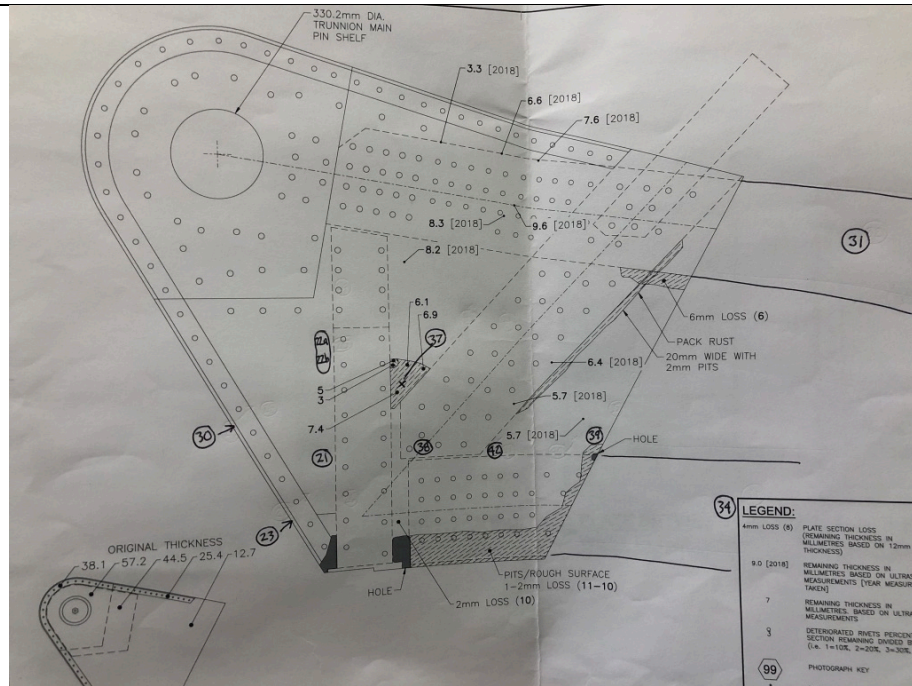 330.2mm DIA.
TRUNNION MAIN
PIN SHELF
3.3 [2018]
6.6 [2018]
7.6 [2018]
8.3 [2018]
9.6 [2018]
8.2 [2018]
31
6mm LOSS (6)
PACK RUST
20mm WIDE WITH
2mm PITS
6.1
6.9
37
22a
22b
5
3
7.4
6.4 [2018]
5.7 [2018]
5.7 [2018]
30
21
38
42
39
HOLE
23
34
HOLE
2mm LOSS (10)
PITS/ROUGH SURFACE
1-2mm LOSS (11-10)
ORIGINAL THICKNESS
38.1
57.2
44.5
25.4
12.7
LEGEND:
4mm LOSS (8) PLATE SECTION LOSS
(REMAINING THICKNESS IN
MILLIMETRES BASED ON 12mm
THICKNESS)
9.0 [2018] REMAINING THICKNESS IN
MILLIMETRES BASED ON
MEASUREMENTS [YEAR
TAKEN]
7 REMAINING THICKNESS IN
MILLIMETRES. BASED ON
MEASUREMENTS
DETERIORATED RIVETS
SECTION REMAINING DIVIDED
(i.e. 1=10%, 2=20%, 3=30%,
99 PHOTOGRAPH KEY